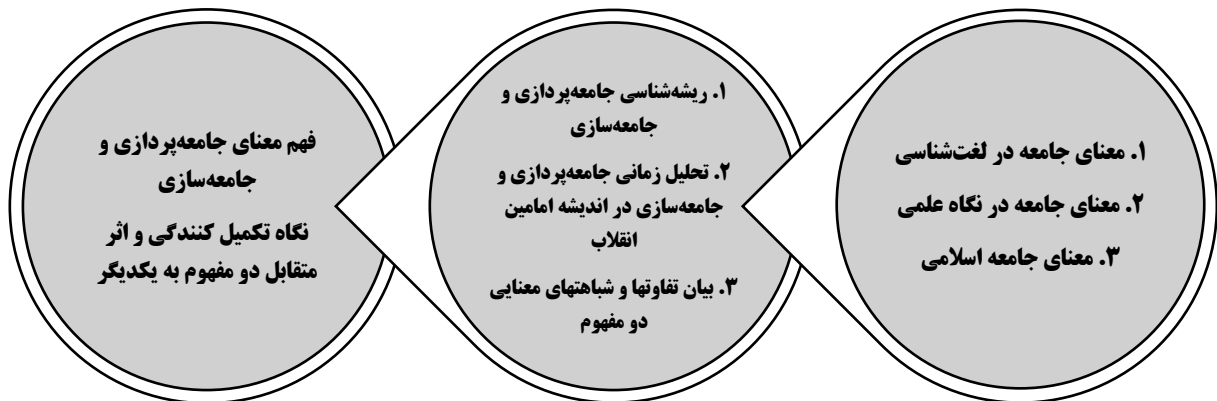 ۱. معنای جامعه در لغت‌شناسی
۲. معنای جامعه در نگاه علمی
۳. معنای جامعه اسلامی
۱. ریشه‌شناسی جامعه‌پردازی و
جامعه‌سازی
۲. تحلیل زمانی جامعه‌پردازی و
جامعه‌سازی در اندیشه امامین
انقلاب
۳. بیان تفاوتها و شباهتهای معنایی
دو مفهوم
فهم معنای جامعه‌پردازی و
جامعه‌سازی
نگاه تکمیل کنندگی و اثر
متقابل دو مفهوم به یکدیگر